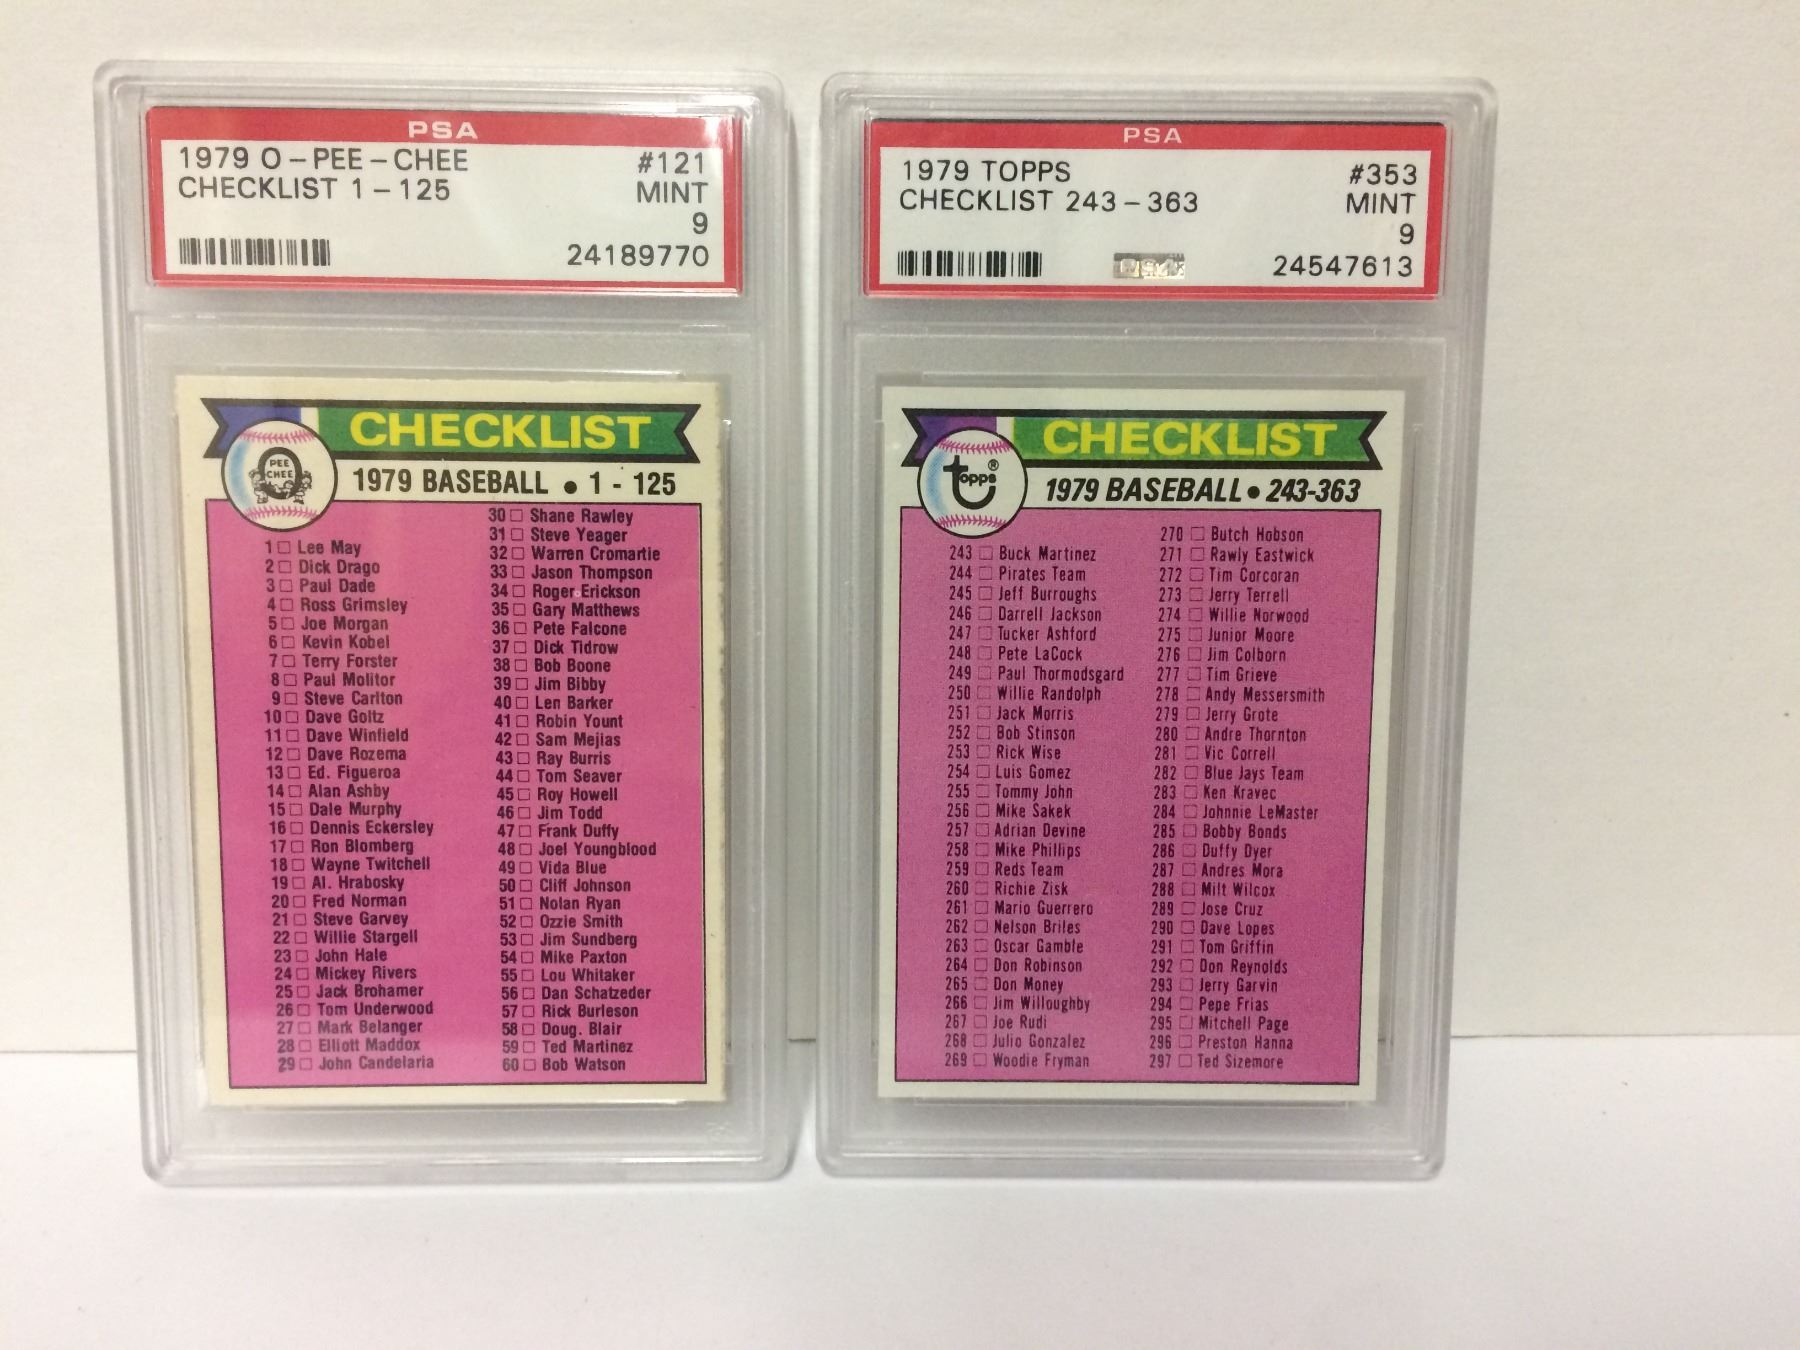 PSA
1979 O-PEE-CHEE #121
CHECKLIST 1-125 MINT
9
24189770
CHECKLIST
PEE
CHEE
1979 BASEBALL • 1 - 125
1 Lee May
2 Dick Drago
3 Paul Dade
4 Ross Grimsley
5 Joe Morgan
6 Kevin Kobel
7 Terry Forster
8 Paul Molitor
9 Steve Carlton
10 Dave Goltz
11 Dave Winfield
12 Dave Rozema
13 Ed. Figueroa
14 Alan Ashby
15 Dale Murphy
16 Dennis Eckersley
17 Ron Blomberg
18 Wayne Twitchell
19 Al. Hrabosky
20 Fred Norman
21 Steve Garvey
22 Willie Stargell
23 John Hale
24 Mickey Rivers
25 Jack Brohamer
26 Tom Underwood
27 Mark Belanger
28 Elliott Maddox
29 John Candelaria
30 Shane Rawley
31 Steve Yeager
32 Warren Cromartie
33 Jason Thompson
34 Roger Erickson
35 Gary Matthews
36 Pete Falcone
37 Dick Tidrow
38 Bob Boone
39 Jim Bibby
40 Len Barker
41 Robin Yount
42 Sam Mejias
43 Ray Burris
44 Tom Seaver
45 Roy Howell
46 Jim Todd
47 Frank Duffy
48 Joel Youngblood
49 Vida Blue
50 Cliff Johnson
51 Nolan Ryan
52 Ozzie Smith
53 Jim Sundberg
54 Mike Paxton
55 Lou Whitaker
56 Dan Schatzeder
57 Rick Burleson
58 Doug. Blair
59 Ted Martinez
60 Bob Watson
PSA
1979 TOPPS #353
CHECKLIST 243-363 MINT
9
PSA 24547613
CHECKLIST
topps®
1979 BASEBALL • 243-363
243 Buck Martinez
244 Pirates Team
245 Jeff Burroughs
246 Darrell Jackson
247 Tucker Ashford
248 Pete LaCock
249 Paul Thormodsgard
250 Willie Randolph
251 Jack Morris
252 Bob Stinson
253 Rick Wise
254 Luis Gomez
255 Tommy John
256 Mike Sakek
257 Adrian Devine
258 Mike Phillips
259 Reds Team
260 Richie Zisk
261 Mario Guerrero
262 Nelson Briles
263 Oscar Gamble
264 Don Robinson
265 Don Money
266 Jim Willoughby
267 Joe Rudi
268 Julio Gonzalez
269 Woodie Fryman
270 Butch Hobson
271 Rawly Eastwick
272 Tim Corcoran
273 Jerry Terrell
274 Willie Norwood
275 Junior Moore
276 Jim Colborn
277 Tim Grieve
278 Andy Messersmith
279 Jerry Grote
280 Andre Thornton
281 Vic Correll
282 Blue Jays Team
283 Ken Kravec
284 Johnnie LeMaster
285 Bobby Bonds
286 Duffy Dyer
287 Andres Mora
288 Milt Wilcox
289 Jose Cruz
290 Dave Lopes
291 Tom Griffin
292 Don Reynolds
293 Jerry Garvin
294 Pepe Frias
295 Mitchell Page
296 Preston Hanna
297 Ted Sizemore